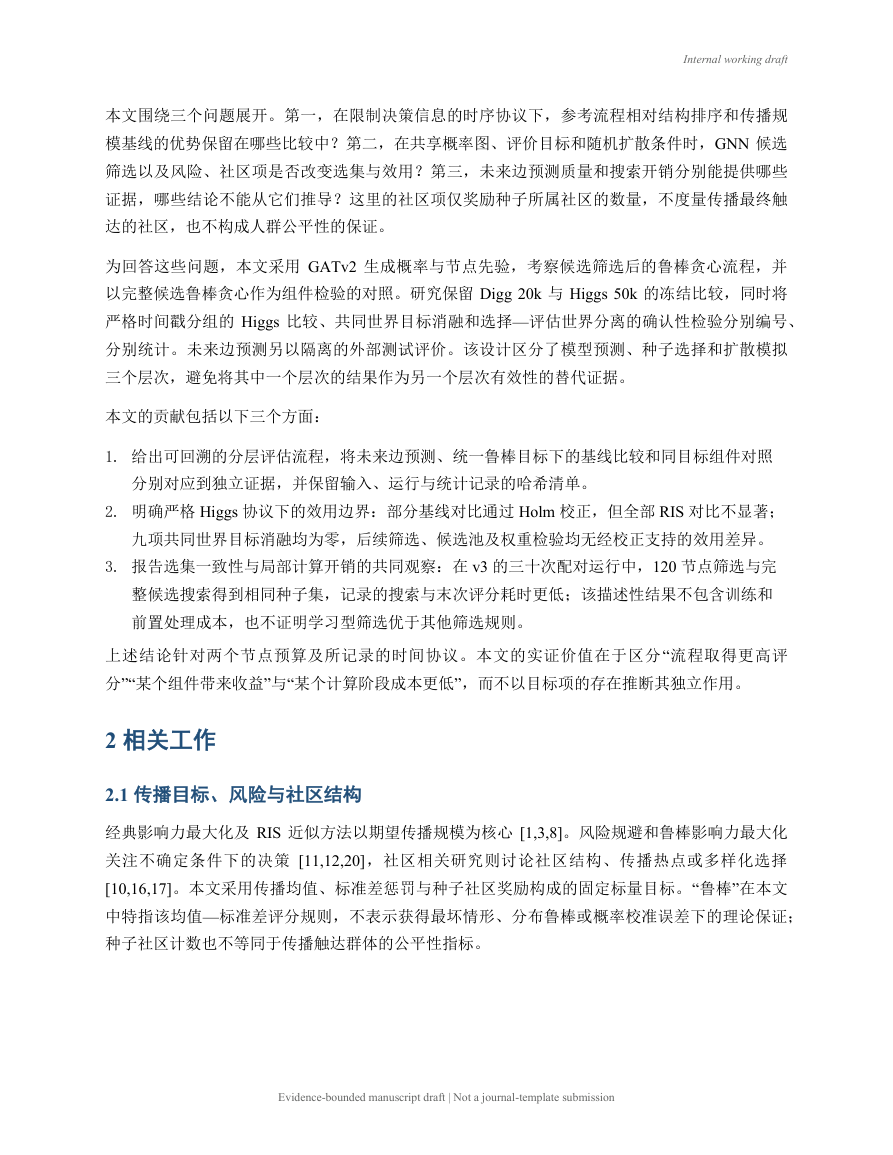 Internal working draft
本文围绕三个问题展开。第一，在限制决策信息的时序协议下，参考流程相对结构排序和传播规
模基线的优势保留在哪些比较中？第二，在共享概率图、评价目标和随机扩散条件时，GNN 候选
筛选以及风险、社区项是否改变选集与效用？第三，未来边预测质量和搜索开销分别能提供哪些
证据，哪些结论不能从它们推导？这里的社区项仅奖励种子所属社区的数量，不度量传播最终触
达的社区，也不构成人群公平性的保证。
为回答这些问题，本文采用 GATv2 生成概率与节点先验，考察候选筛选后的鲁棒贪心流程，并
以完整候选鲁棒贪心作为组件检验的对照。研究保留 Digg 20k 与 Higgs 50k 的冻结比较，同时将
严格时间戳分组的 Higgs 比较、共同世界目标消融和选择—评估世界分离的确认性检验分别编号、
分别统计。未来边预测另以隔离的外部测试评价。该设计区分了模型预测、种子选择和扩散模拟
三个层次，避免将其中一个层次的结果作为另一个层次有效性的替代证据。
本文的贡献包括以下三个方面：
1. 给出可回溯的分层评估流程，将未来边预测、统一鲁棒目标下的基线比较和同目标组件对照
分别对应到独立证据，并保留输入、运行与统计记录的哈希清单。
2. 明确严格 Higgs 协议下的效用边界：部分基线对比通过 Holm 校正，但全部 RIS 对比不显著；
九项共同世界目标消融均为零，后续筛选、候选池及权重检验均无经校正支持的效用差异。
3. 报告选集一致性与局部计算开销的共同观察：在 v3 的三十次配对运行中，120 节点筛选与完
整候选搜索得到相同种子集，记录的搜索与末次评分耗时更低；该描述性结果不包含训练和
前置处理成本，也不证明学习型筛选优于其他筛选规则。
上述结论针对两个节点预算及所记录的时间协议。本文的实证价值在于区分“流程取得更高评
分”“某个组件带来收益”与“某个计算阶段成本更低”，而不以目标项的存在推断其独立作用。
2 相关工作
2.1 传播目标、风险与社区结构
经典影响力最大化及 RIS 近似方法以期望传播规模为核心 [1,3,8]。风险规避和鲁棒影响力最大化
关注不确定条件下的决策 [11,12,20]，社区相关研究则讨论社区结构、传播热点或多样化选择
[10,16,17]。本文采用传播均值、标准差惩罚与种子社区奖励构成的固定标量目标。“鲁棒”在本文
中特指该均值—标准差评分规则，不表示获得最坏情形、分布鲁棒或概率校准误差下的理论保证；
种子社区计数也不等同于传播触达群体的公平性指标。
Evidence-bounded manuscript draft | Not a journal-template submission